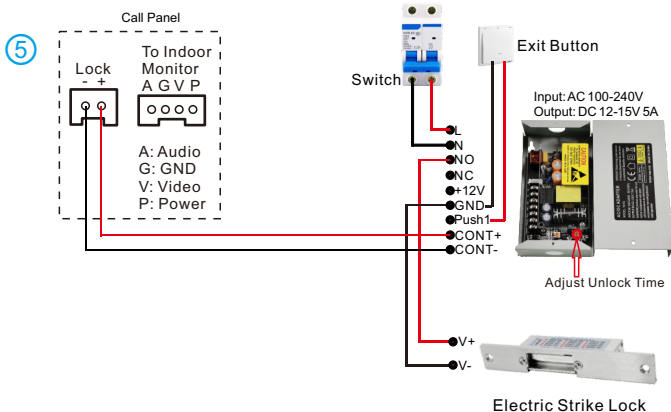 5
Call Panel
Lock
- +
To Indoor
Monitor
A G V P
A: Audio
G: GND
V: Video
P: Power
Switch
Exit Button
Input: AC 100-240V
Output: DC 12-15V 5A
L
N
NO
NC
+12V
GND
Push1
CONT+
CONT-
CAUTION
Adjust Unlock Time
V+
V-
Electric Strike Lock